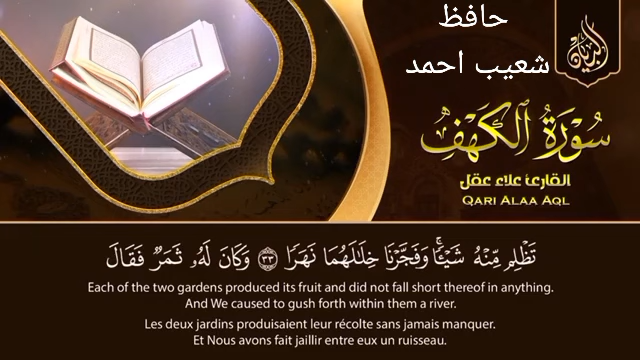 حافظ
شعيب احمد
البريان
سُورَةُ الكَهْفِ
القارئ علاء عقل
QARI ALAA AQL
تَظْلِم مِّنْهُ شَيْـًٔا ۚ وَفَجَّرْنَا خِلَٰلَهُمَا نَهَرًا ٣٣ وَكَانَ لَهُۥ ثَمَرٌ فَقَالَ
Each of the two gardens produced its fruit and did not fall short thereof in anything.
And We caused to gush forth within them a river.
Les deux jardins produisaient leur récolte sans jamais manquer.
Et Nous avons fait jaillir entre eux un ruisseau.